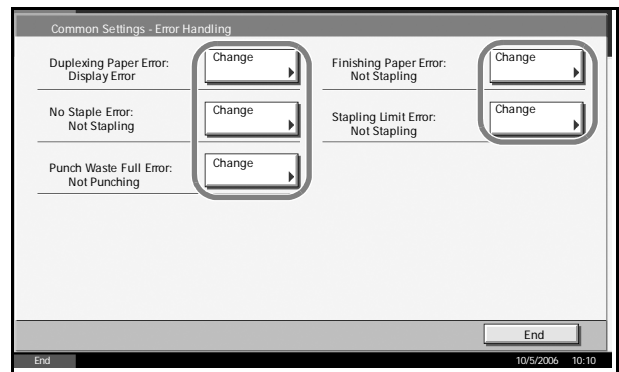 Common Settings - Error Handling
Duplexing Paper Error:
Display Error
Change
Finishing Paper Error:
Not Stapling
Change
No Staple Error:
Not Stapling
Change
Stapling Limit Error:
Not Stapling
Change
Punch Waste Full Error:
Not Punching
Change
End
End
10/5/2006 10:10